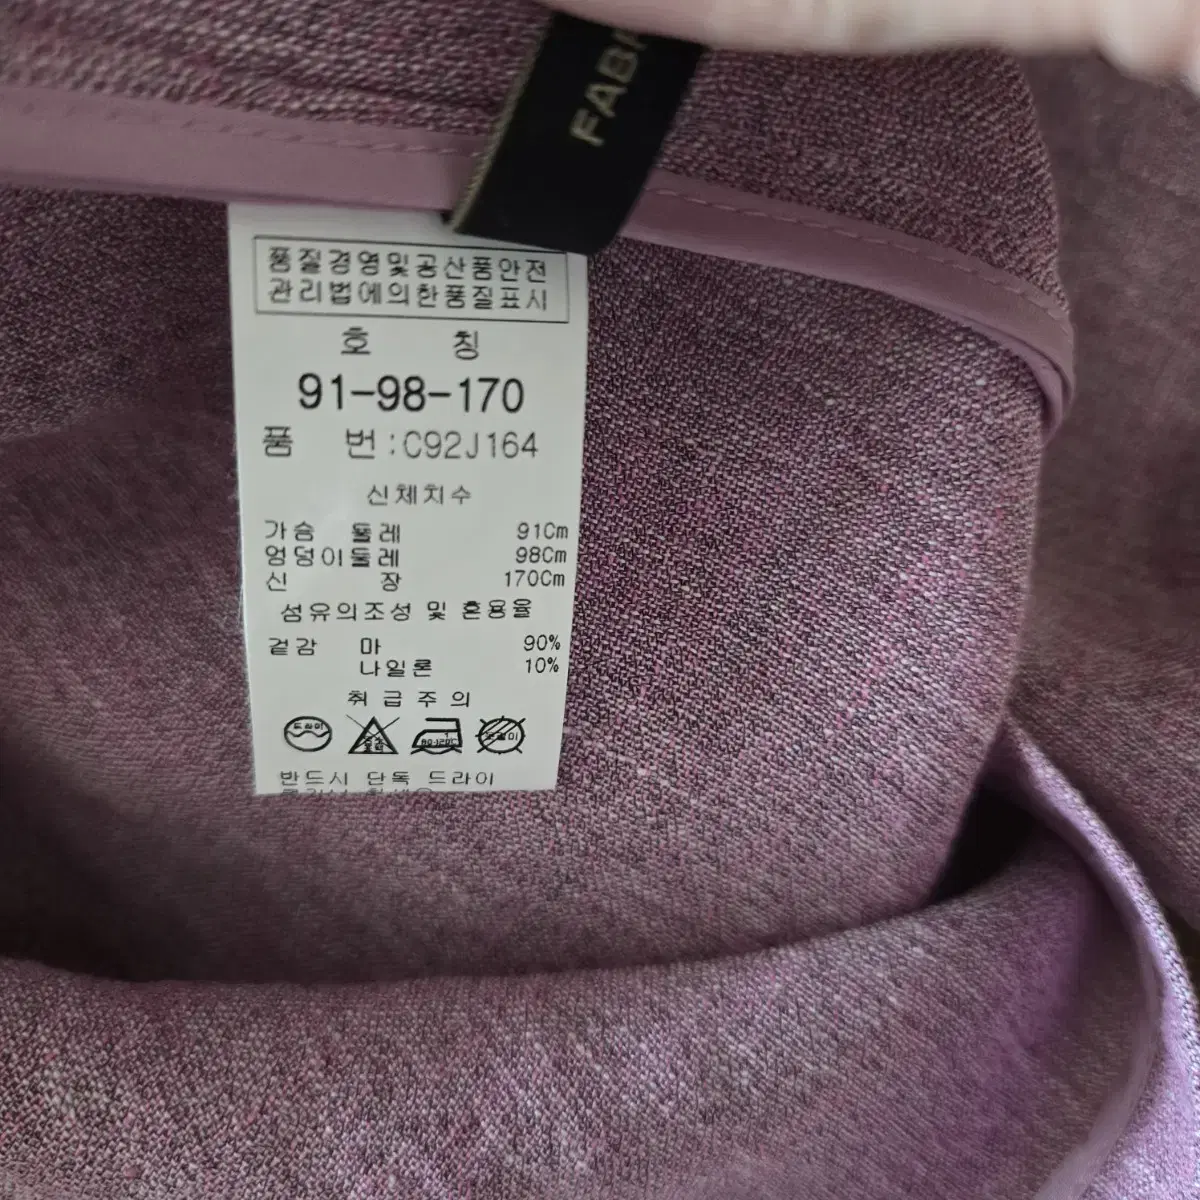 FAB
품질경영및공산품안전
관리법에의한품질표시
호 칭
91-98-170
품 번:C92J164
신체치수
가슴 둘레 91Cm
엉덩이둘레 98Cm
신 장 170Cm
섬유의조성 및 혼용율
겉감 마 90%
나일론 10%
취급주의
드라이
반드시 단독 드라이